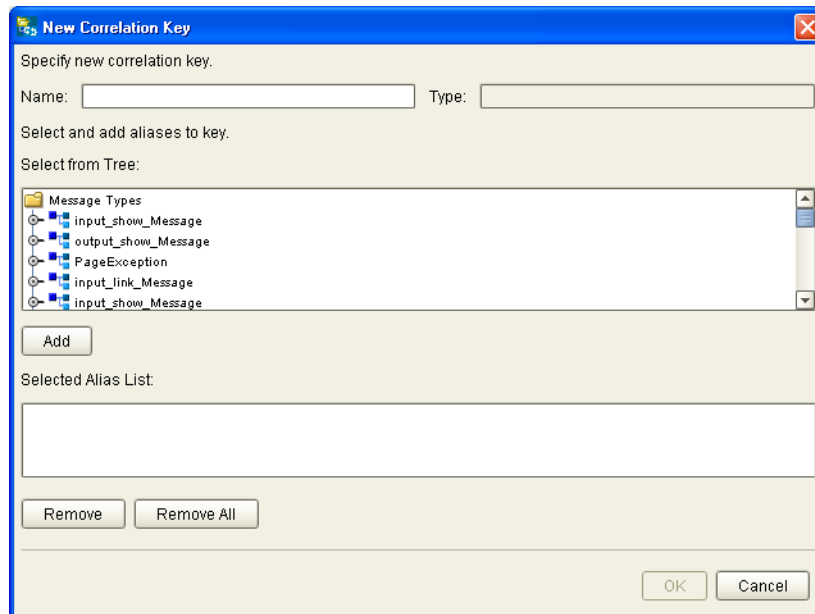 New Correlation Key
Specify new correlation key.
Name: Type:
Select and add aliases to key.
Select from Tree:
Message Types
input_show_Message
output_show_Message
PageException
input_link_Message
input_show_Message
Add
Selected Alias List:
Remove Remove All
OK Cancel